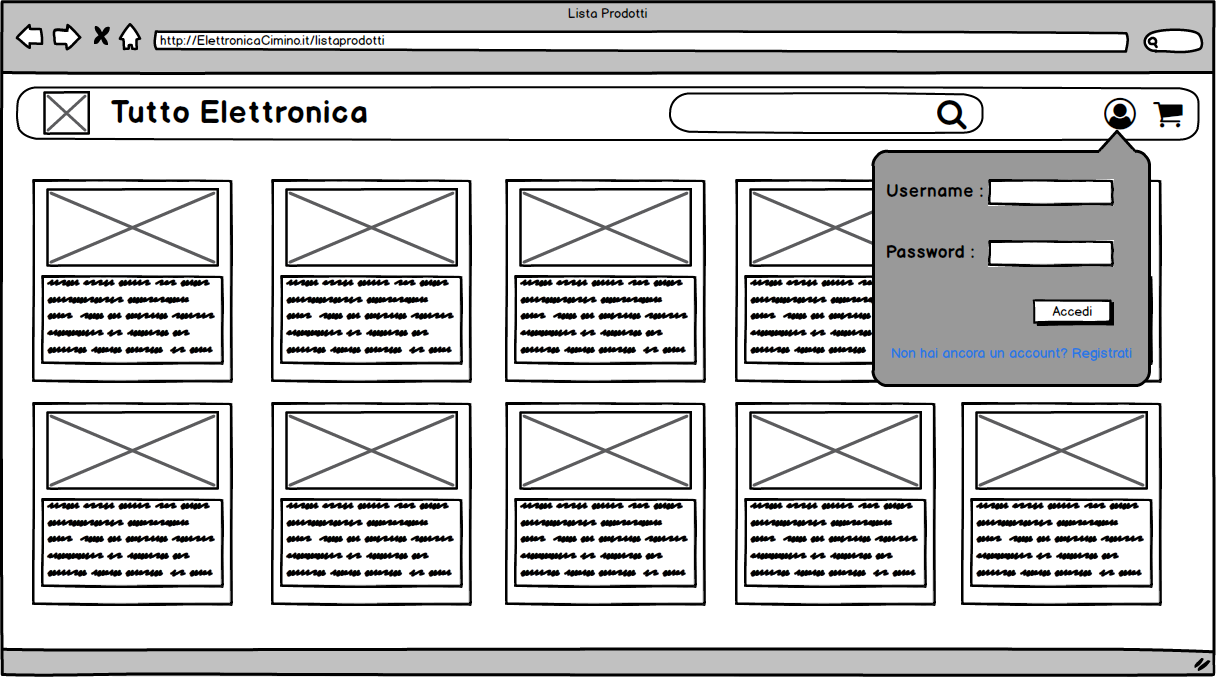 Lista Prodotti
http://ElettronicaCimino.it/listaprodotti
Tutto Elettronica
Username :
Password :
Accedi
Non hai ancora un account? Registrati